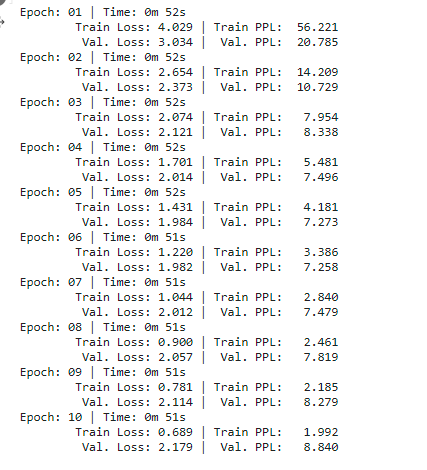 Epoch: 01 | Time: 0m 52s
Train Loss: 4.029 | Train PPL: 56.221
Val. Loss: 3.034 | Val. PPL: 20.785
Epoch: 02 | Time: 0m 52s
Train Loss: 2.654 | Train PPL: 14.209
Val. Loss: 2.373 | Val. PPL: 10.729
Epoch: 03 | Time: 0m 52s
Train Loss: 2.074 | Train PPL: 7.954
Val. Loss: 2.121 | Val. PPL: 8.338
Epoch: 04 | Time: 0m 52s
Train Loss: 1.701 | Train PPL: 5.481
Val. Loss: 2.014 | Val. PPL: 7.496
Epoch: 05 | Time: 0m 52s
Train Loss: 1.431 | Train PPL: 4.181
Val. Loss: 1.984 | Val. PPL: 7.273
Epoch: 06 | Time: 0m 51s
Train Loss: 1.220 | Train PPL: 3.386
Val. Loss: 1.982 | Val. PPL: 7.258
Epoch: 07 | Time: 0m 51s
Train Loss: 1.044 | Train PPL: 2.840
Val. Loss: 2.012 | Val. PPL: 7.479
Epoch: 08 | Time: 0m 51s
Train Loss: 0.900 | Train PPL: 2.461
Val. Loss: 2.057 | Val. PPL: 7.819
Epoch: 09 | Time: 0m 51s
Train Loss: 0.781 | Train PPL: 2.185
Val. Loss: 2.114 | Val. PPL: 8.279
Epoch: 10 | Time: 0m 51s
Train Loss: 0.689 | Train PPL: 1.992
Val. Loss: 2.179 | Val. PPL: 8.840